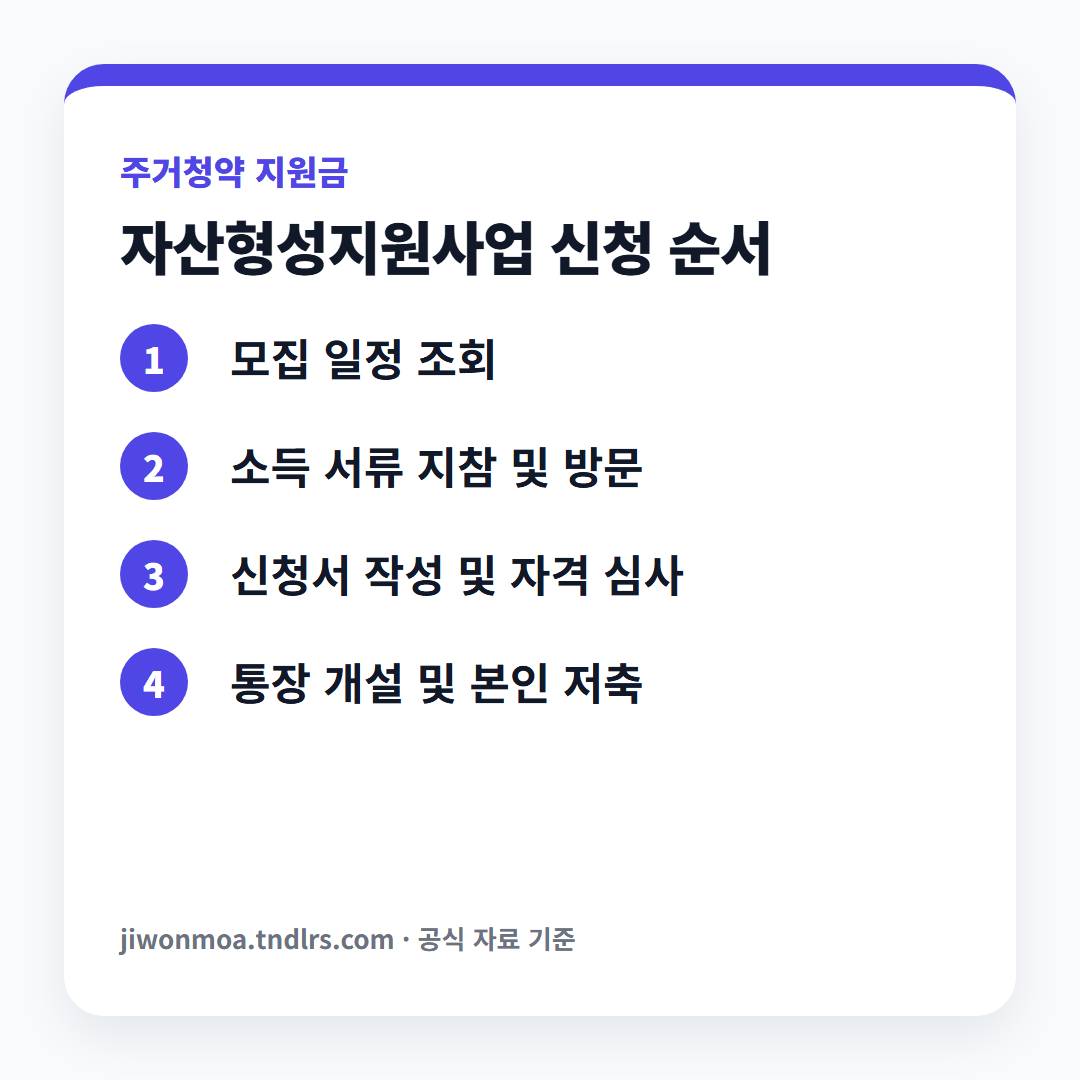 주거청약 지원금
자산형성지원사업 신청 순서
1 모집 일정 조회
2 소득 서류 지참 및 방문
3 신청서 작성 및 자격 심사
4 통장 개설 및 본인 저축
jiwonmoa.tndlrs.com · 공식 자료 기준